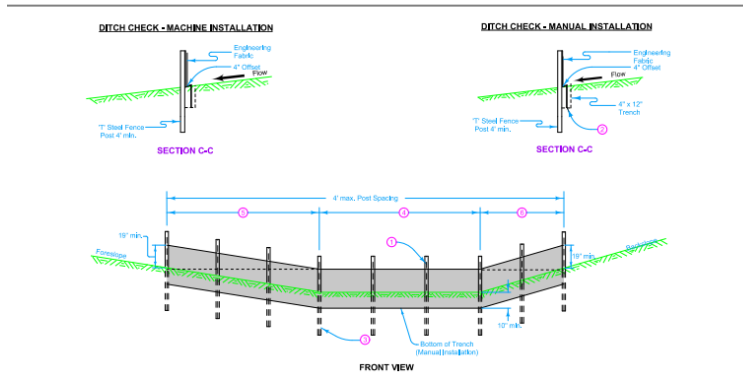 DITCH CHECK - MACHINE INSTALLATION
Engineering
Fabric
4" Offset
Flow
'T' Steel Fence
Post 4' min.
SECTION C-C
DITCH CHECK - MANUAL INSTALLATION
Engineering
Fabric
4" Offset
Flow
4" x 12"
Trench
2
'T' Steel Fence
Post 4' min.
SECTION C-C
4' max. Post Spacing
5
4
6
18" min.
1
Foreslope
Backslope
18" min.
10" min.
3
Bottom of Trench
(Manual Installation)
FRONT VIEW